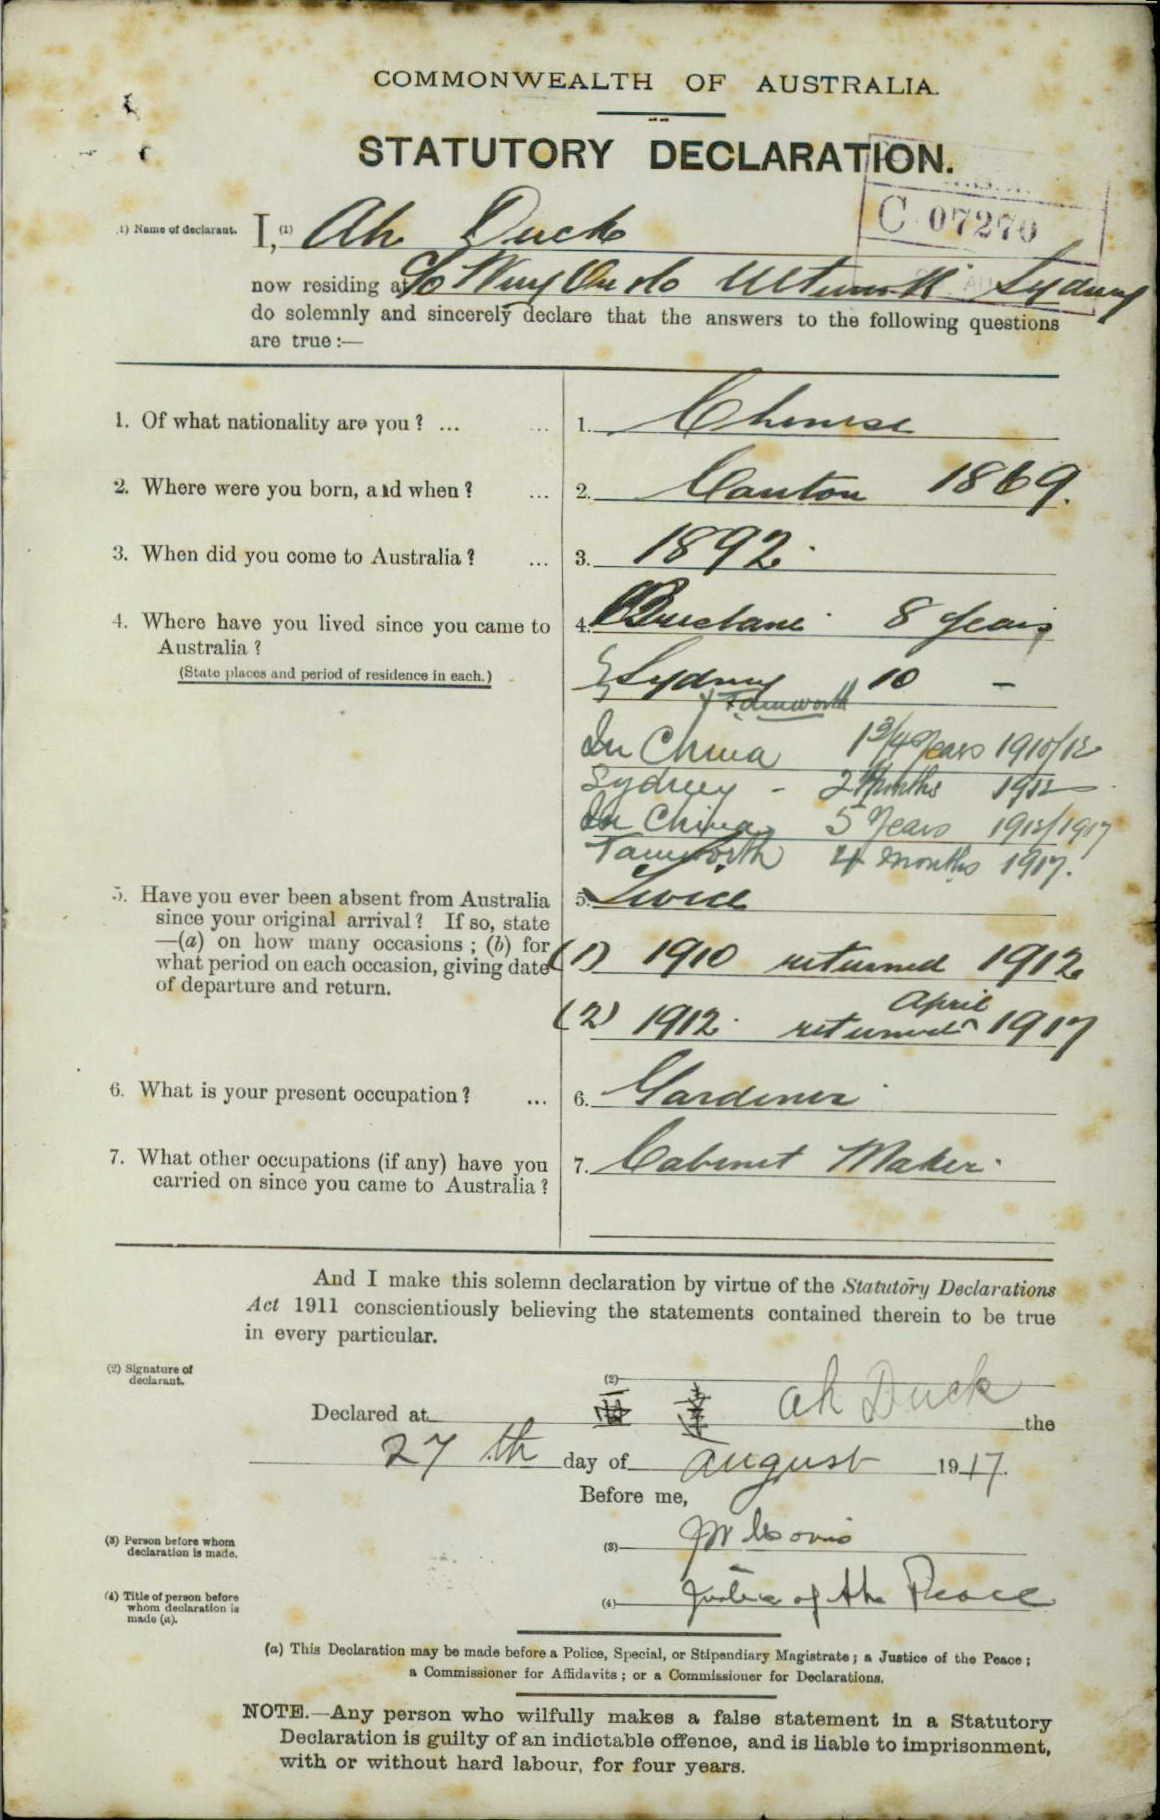 COMMONWEALTH OF AUSTRALIA.
STATUTORY DECLARATION.
C 07270
(1) Name of declarant. I, (1) Ah Duck
now residing at C/o Sydney
do solemnly and sincerely declare that the answers to the following questions
are true :—
1. Of what nationality are you ? ... ... 1. Chinese
2. Where were you born, and when ? ... 2. Canton 1869.
3. When did you come to Australia ? ... 3. 1892.
4. Where have you lived since you came to 4. Brisbane 8 years
Australia ?
(State places and period of residence in each.) & Sydney 10 —
& Tamworth
In China 1 3/4 Years 1910/12
Sydney - 2 Months 1912
In China 5 Years 1912/1917
Tamworth 4 months 1917.
5. Have you ever been absent from Australia 5. Twice
since your original arrival ? If so, state
—(a) on how many occasions ; (b) for
what period on each occasion, giving date (1) 1910 returned 1912
of departure and return.
April
(2) 1912 returned ^ 1917
6. What is your present occupation ? ... 6. Gardener
7. What other occupations (if any) have you 7. Cabinet Maker
carried on since you came to Australia ?
And I make this solemn declaration by virtue of the Statutory Declarations
Act 1911 conscientiously believing the statements contained therein to be true
in every particular.
(2) Signature of
declarant.
(2)
Declared at Ah Duck the
27th day of August 1917.
Before me,
(3) Person before whom
declaration is made.
(3) J W
(4) Title of person before
whom declaration is
made (a).
(4) Justice of the Peace
(a) This Declaration may be made before a Police, Special, or Stipendiary Magistrate ; a Justice of the Peace ;
a Commissioner for Affidavits ; or a Commissioner for Declarations.
NOTE.—Any person who wilfully makes a false statement in a Statutory
Declaration is guilty of an indictable offence, and is liable to imprisonment,
with or without hard labour, for four years.